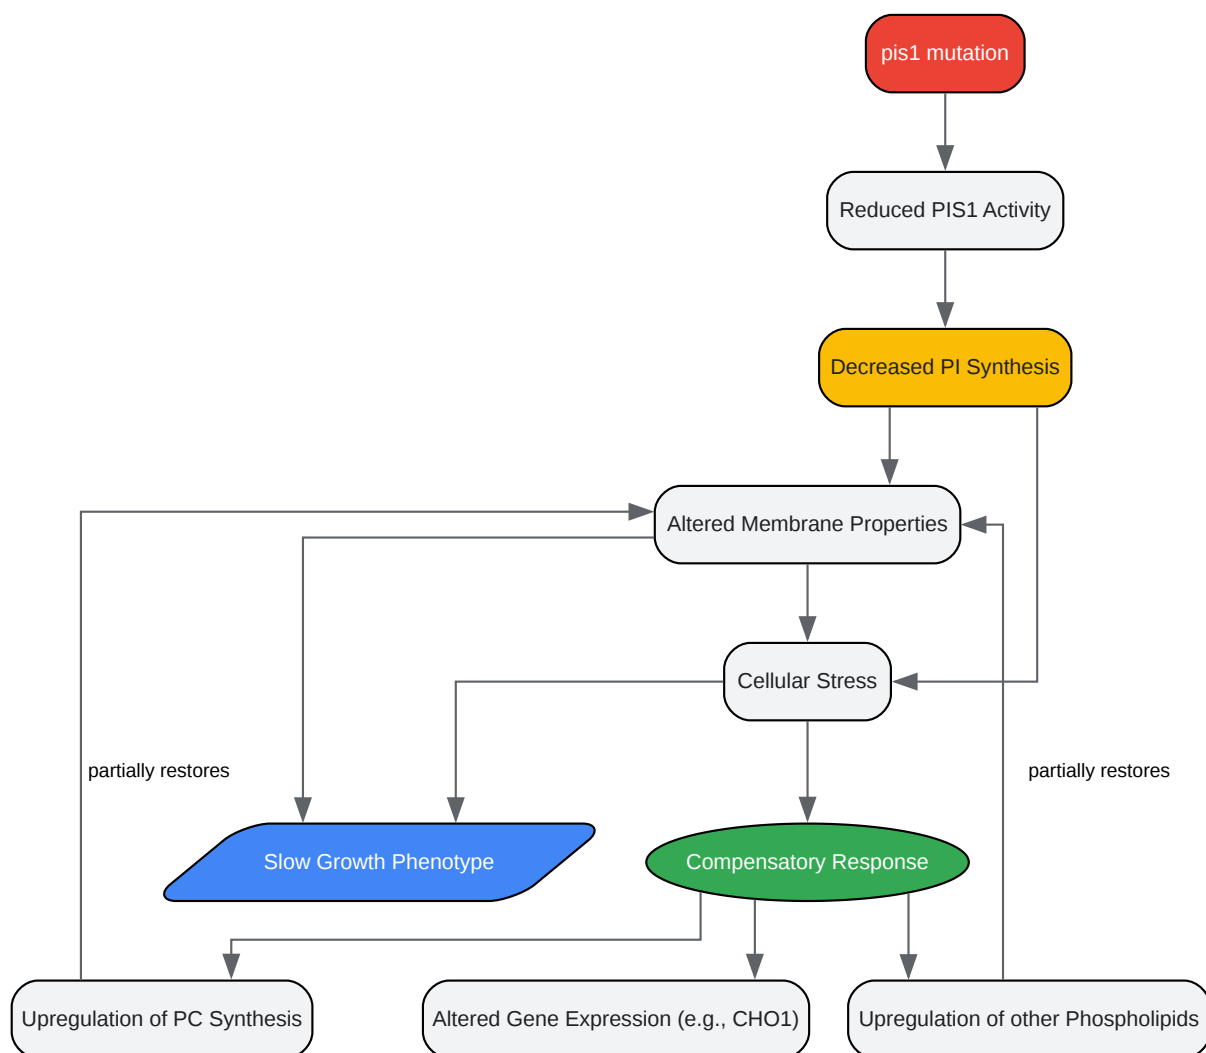 pis1 mutation
Reduced PIS1 Activity
Decreased PI Synthesis
Altered Membrane Properties
Cellular Stress
partially restores
partially restores
Slow Growth Phenotype
Compensatory Response
Upregulation of PC Synthesis
Altered Gene Expression (e.g., CHO1)
Upregulation of other Phospholipids